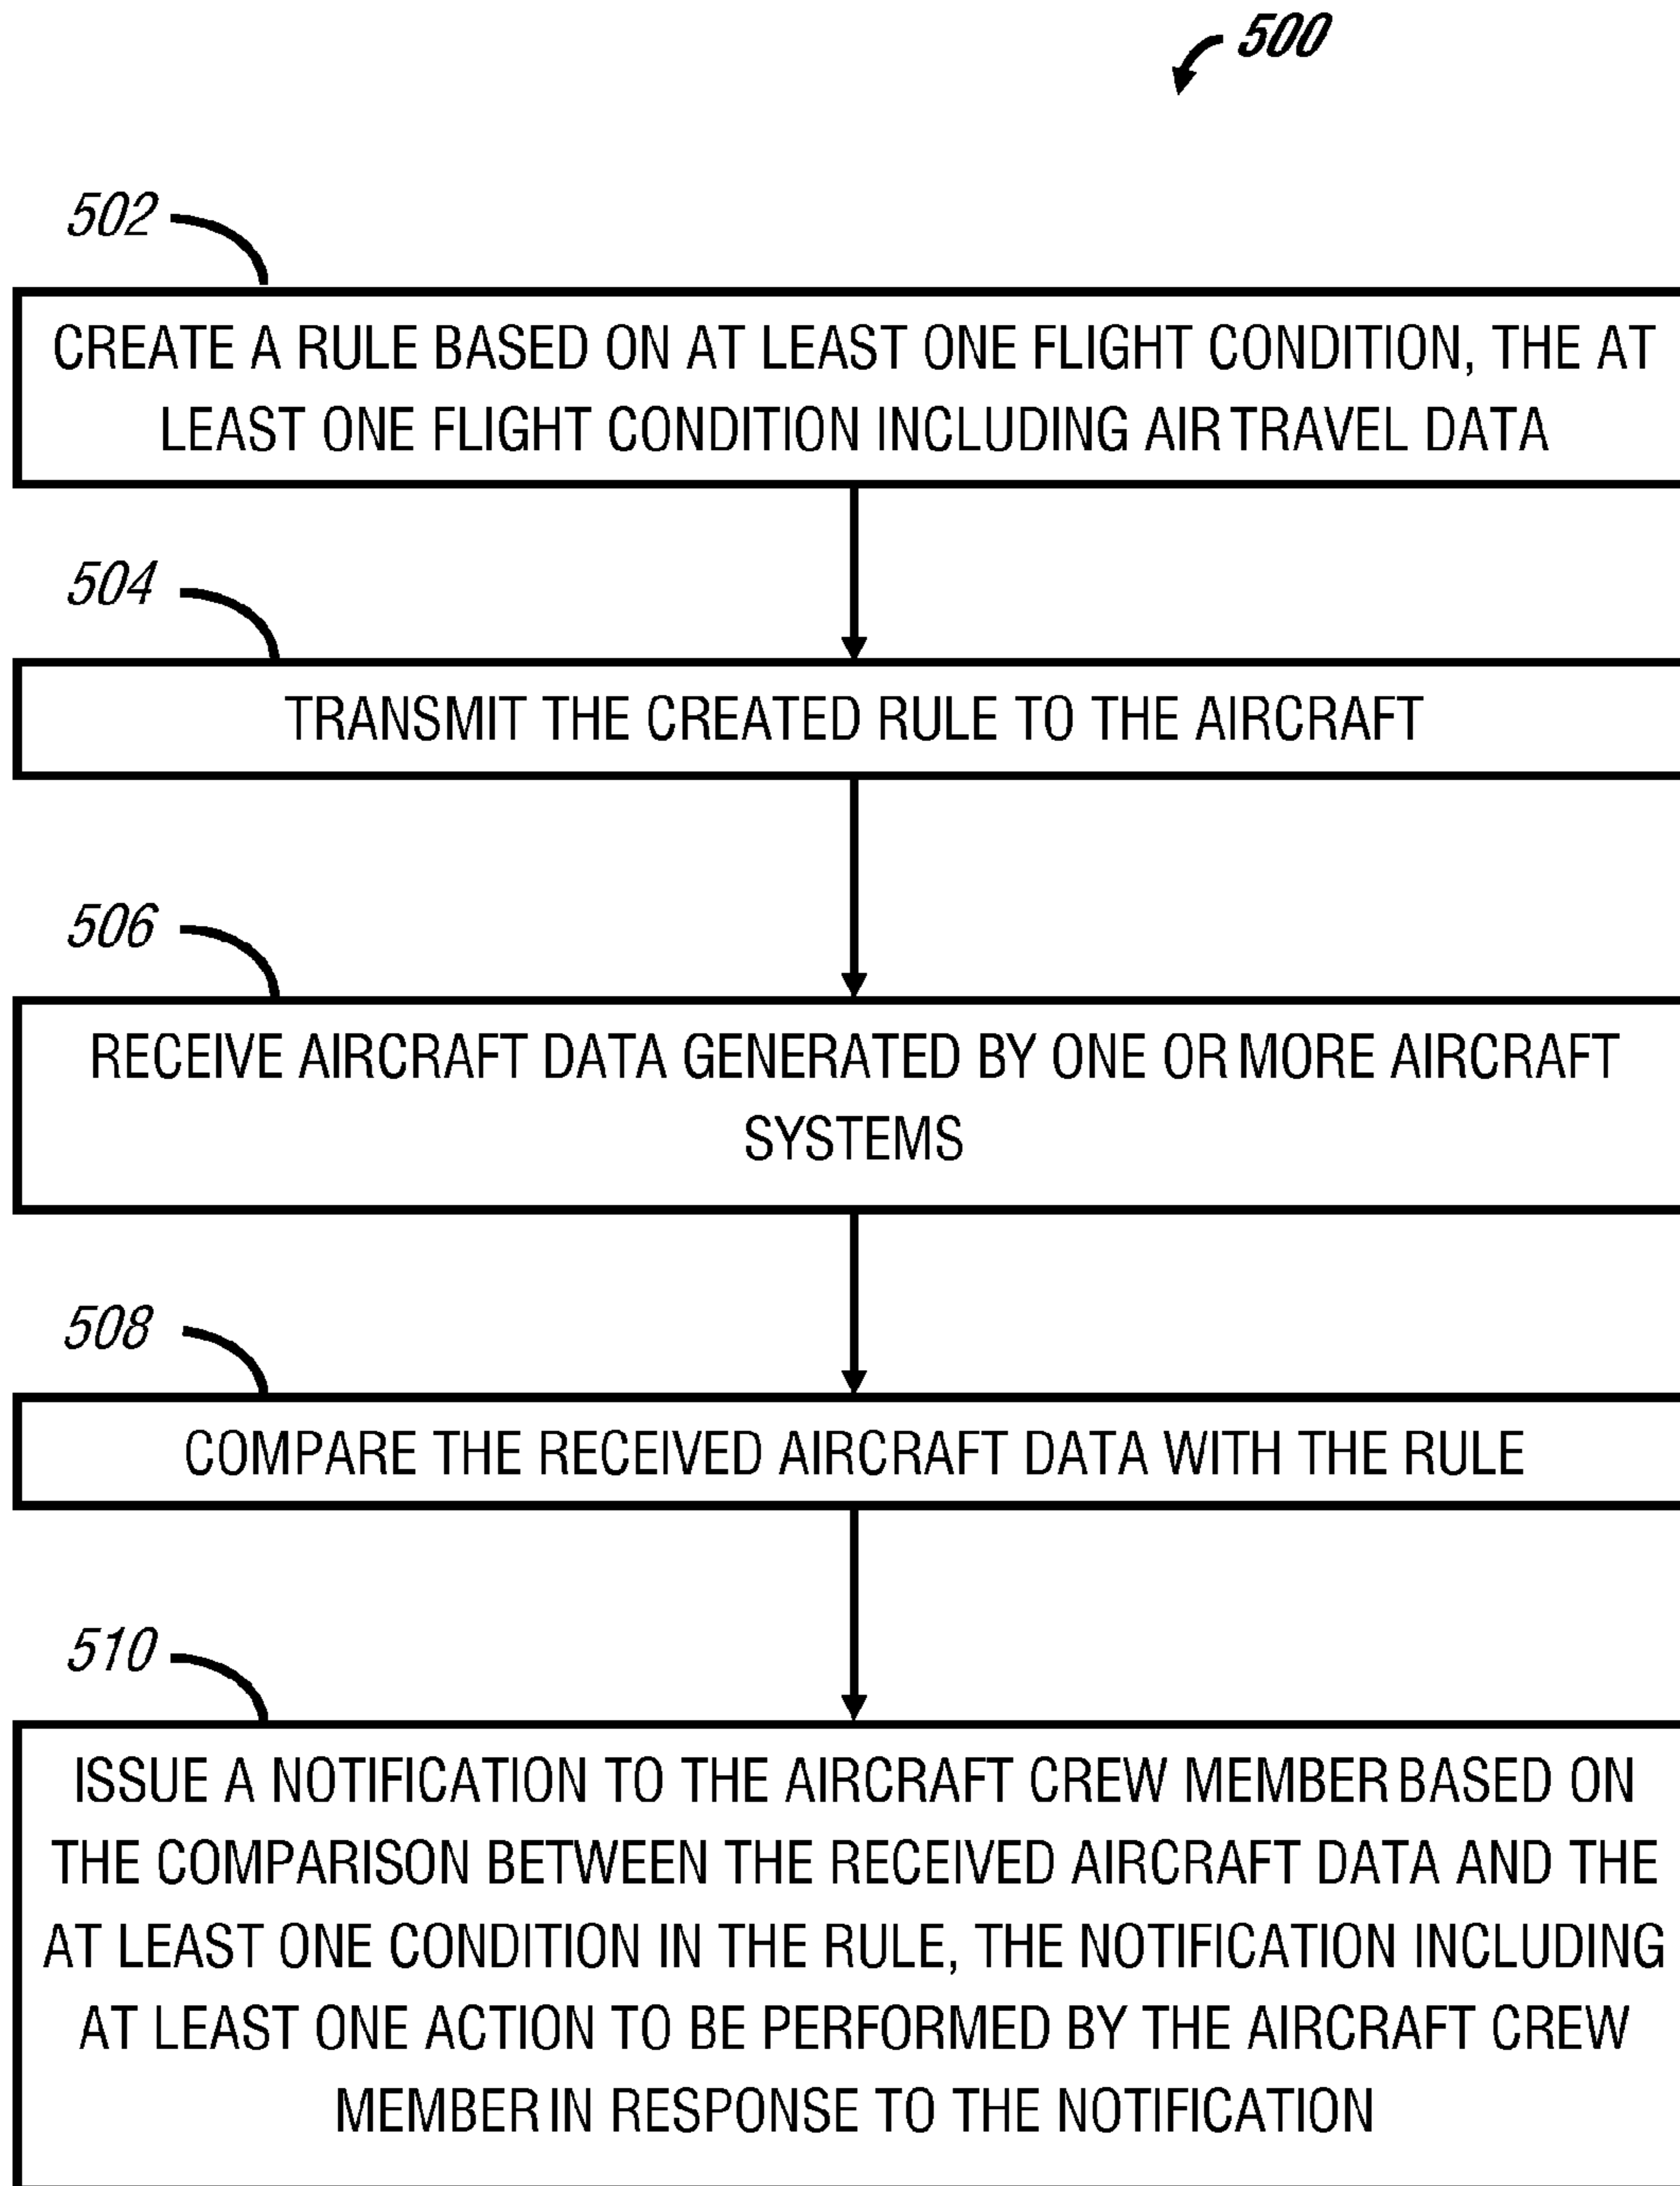 500
502
CREATE A RULE BASED ON AT LEAST ONE FLIGHT CONDITION, THE AT
LEAST ONE FLIGHT CONDITION INCLUDING AIR TRAVEL DATA
504
TRANSMIT THE CREATED RULE TO THE AIRCRAFT
506
RECEIVE AIRCRAFT DATA GENERATED BY ONE OR MORE AIRCRAFT
SYSTEMS
508
COMPARE THE RECEIVED AIRCRAFT DATA WITH THE RULE
510
ISSUE A NOTIFICATION TO THE AIRCRAFT CREW MEMBER BASED ON
THE COMPARISON BETWEEN THE RECEIVED AIRCRAFT DATA AND THE
AT LEAST ONE CONDITION IN THE RULE, THE NOTIFICATION INCLUDING
AT LEAST ONE ACTION TO BE PERFORMED BY THE AIRCRAFT CREW
MEMBER IN RESPONSE TO THE NOTIFICATION